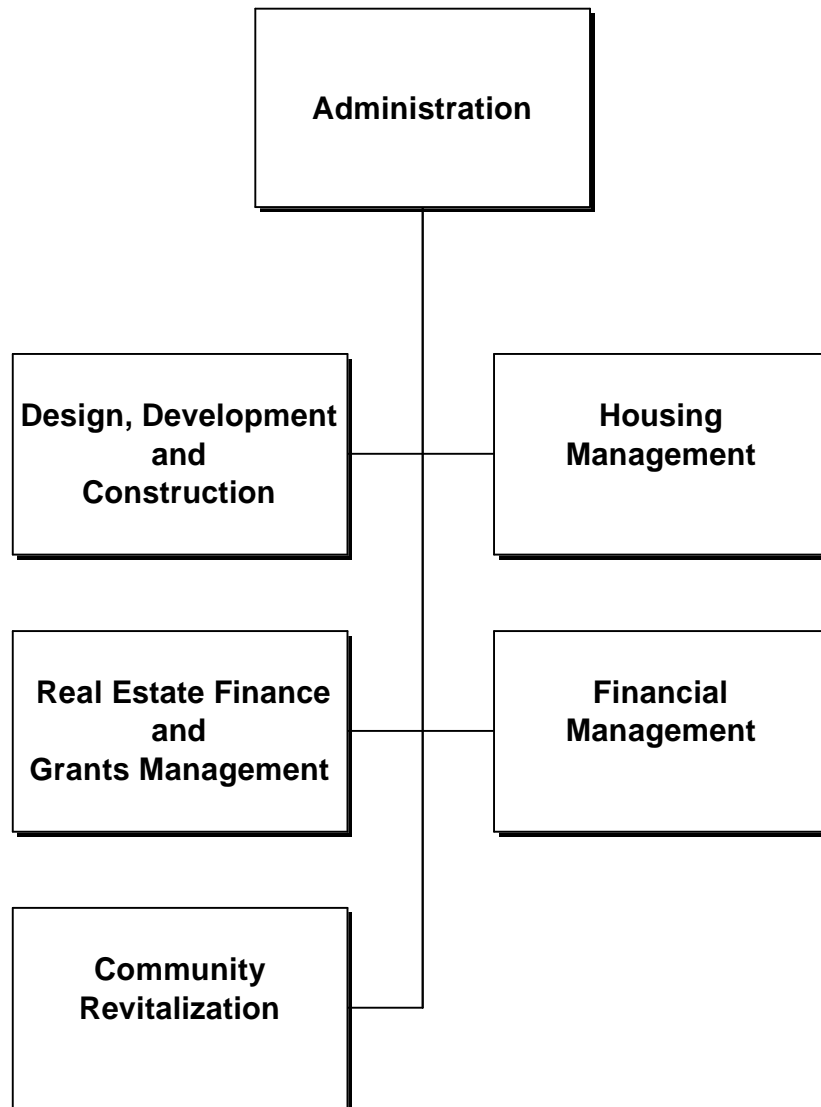 Administration
Design, Development
and
Construction
Housing
Management
Real Estate Finance
and
Grants Management
Financial
Management
Community
Revitalization